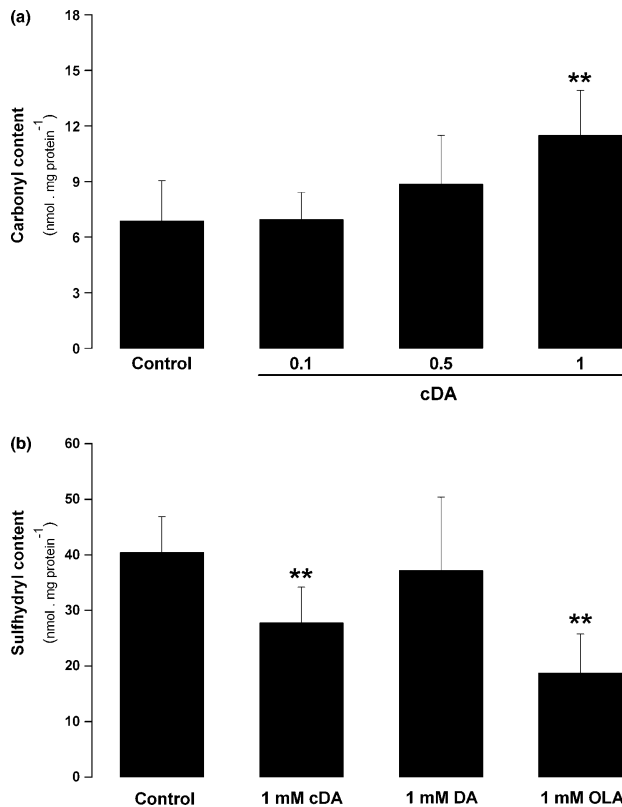 (a)
18
15
12
9
6
3
0
Carbonyl content
(nmol . mg protein⁻¹)
**
Control 0.1 0.5 1
cDA
(b)
60
50
40
30
20
10
0
Sulfhydryl content
(nmol . mg protein⁻¹)
**
**
Control 1 mM cDA 1 mM DA 1 mM OLA